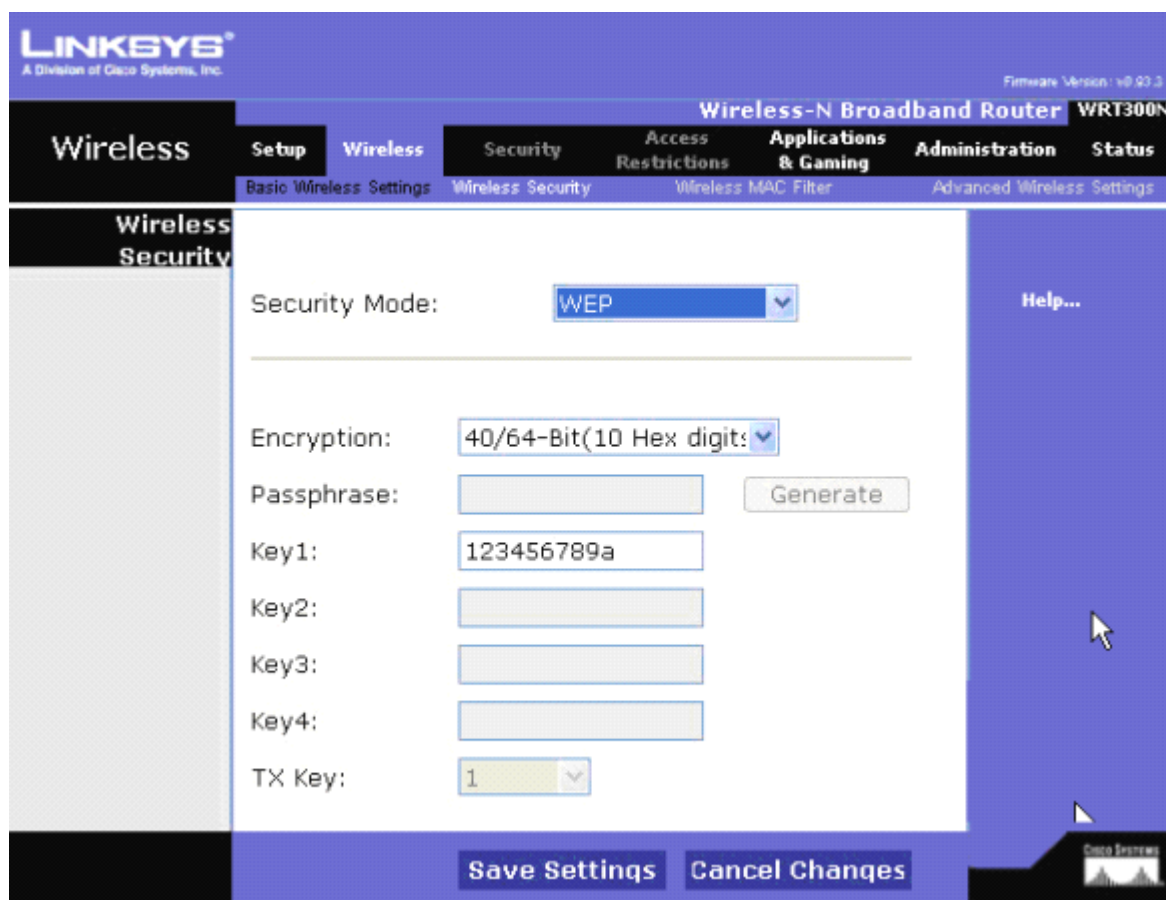 LINKSYS®
A Division of Cisco Systems, Inc.
Firmware Version: v0.93.3
Wireless-N Broadband Router WRT300N
Wireless
Setup Wireless Security Access Restrictions Applications & Gaming Administration Status
Basic Wireless Settings Wireless Security Wireless MAC Filter Advanced Wireless Settings
Wireless
Security
Security Mode: WEP
Help...
Encryption: 40/64-Bit(10 Hex digits
Passphrase: Generate
Key1: 123456789a
Key2:
Key3:
Key4:
TX Key: 1
Save Settings Cancel Changes
Cisco Systems